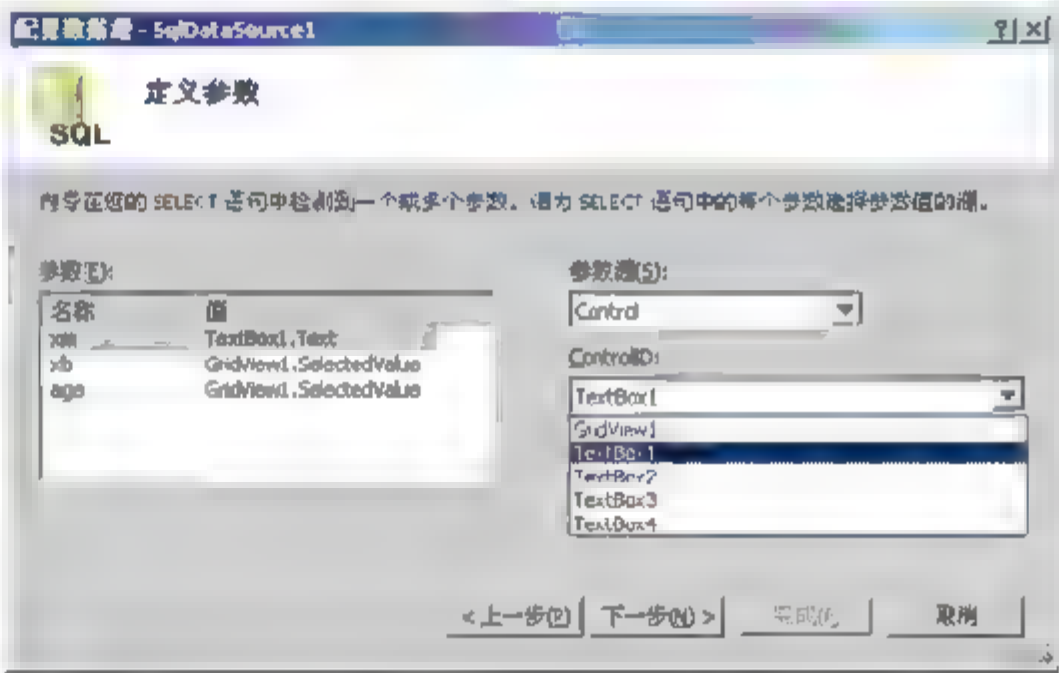 配置数据源 - SqlDataSource1
定义参数
SQL
向导在您的 SELECT 语句中检测到一个或多个参数。请为 SELECT 语句中的每个参数选择参数值的源。
参数(E):
名称 值
xm TextBox1.Text
xb GridView1.SelectedValue
age GridView1.SelectedValue
参数源(S):
Control
ControlID:
TextBox1
GridView1
TextBox1
TextBox2
TextBox3
TextBox4
< 上一步(P) 下一步(N) > 完成(F) 取消